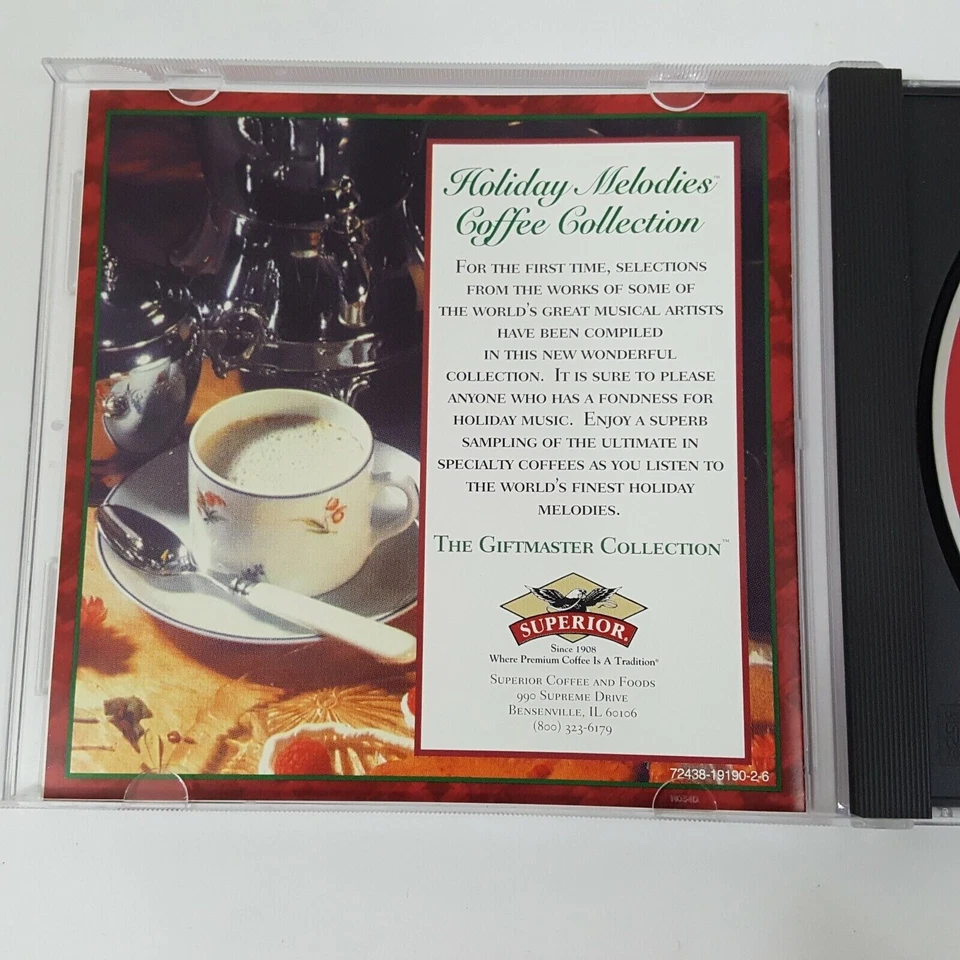 Holiday Melodies™
Coffee Collection
For the first time, selections
from the works of some of
the world's great musical artists
have been compiled
in this new wonderful
collection. It is sure to please
anyone who has a fondness for
holiday music. Enjoy a superb
sampling of the ultimate in
specialty coffees as you listen to
the world's finest holiday
melodies.
The Giftmaster Collection™
SUPERIOR.
Since 1908
Where Premium Coffee Is A Tradition®
Superior Coffee and Foods
990 Supreme Drive
Bensenville, IL 60106
(800) 323-6179
72438-19190-2-6